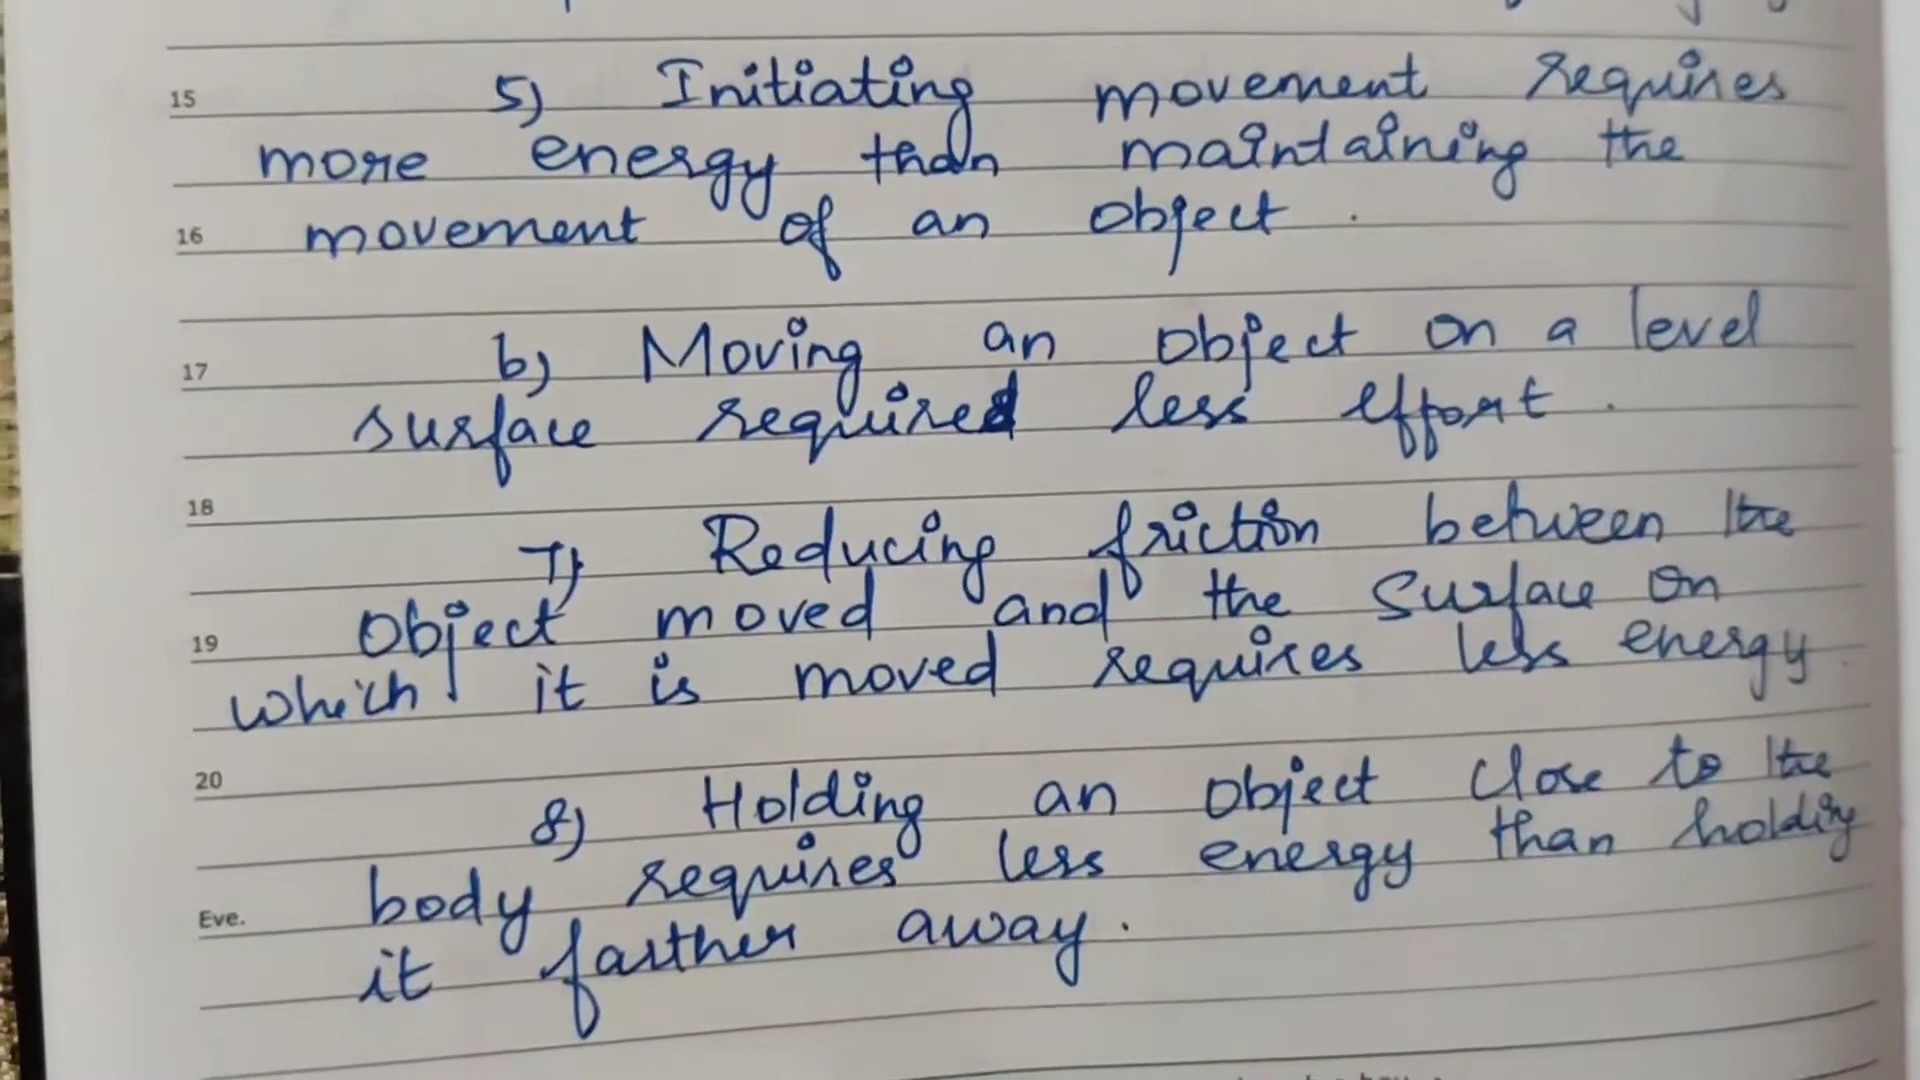 15 5) Initiating movement requires
more energy than maintaining the
16 movement of an object.
17 6) Moving an object on a level
surface required less effort.
18
7) Reducing friction between the
19 object moved and the surface on
which it is moved requires less energy.
20
8) Holding an object close to the
Eve. body requires less energy than holding
it farther away.